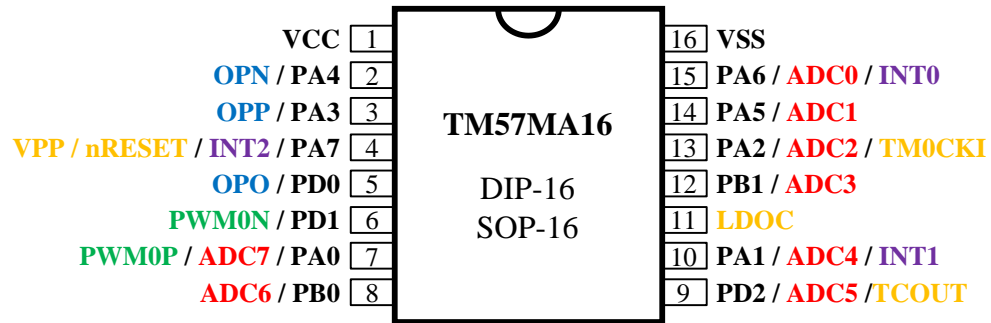 VCC 1 16 VSS
OPN / PA4 2 15 PA6 / ADC0 / INT0
OPP / PA3 3 14 PA5 / ADC1
TM57MA16
VPP / nRESET / INT2 / PA7 4 13 PA2 / ADC2 / TM0CKI
OPO / PD0 5 DIP-16 12 PB1 / ADC3
PWM0N / PD1 6 SOP-16 11 LDOC
PWM0P / ADC7 / PA0 7 10 PA1 / ADC4 / INT1
ADC6 / PB0 8 9 PD2 / ADC5 /TCOUT